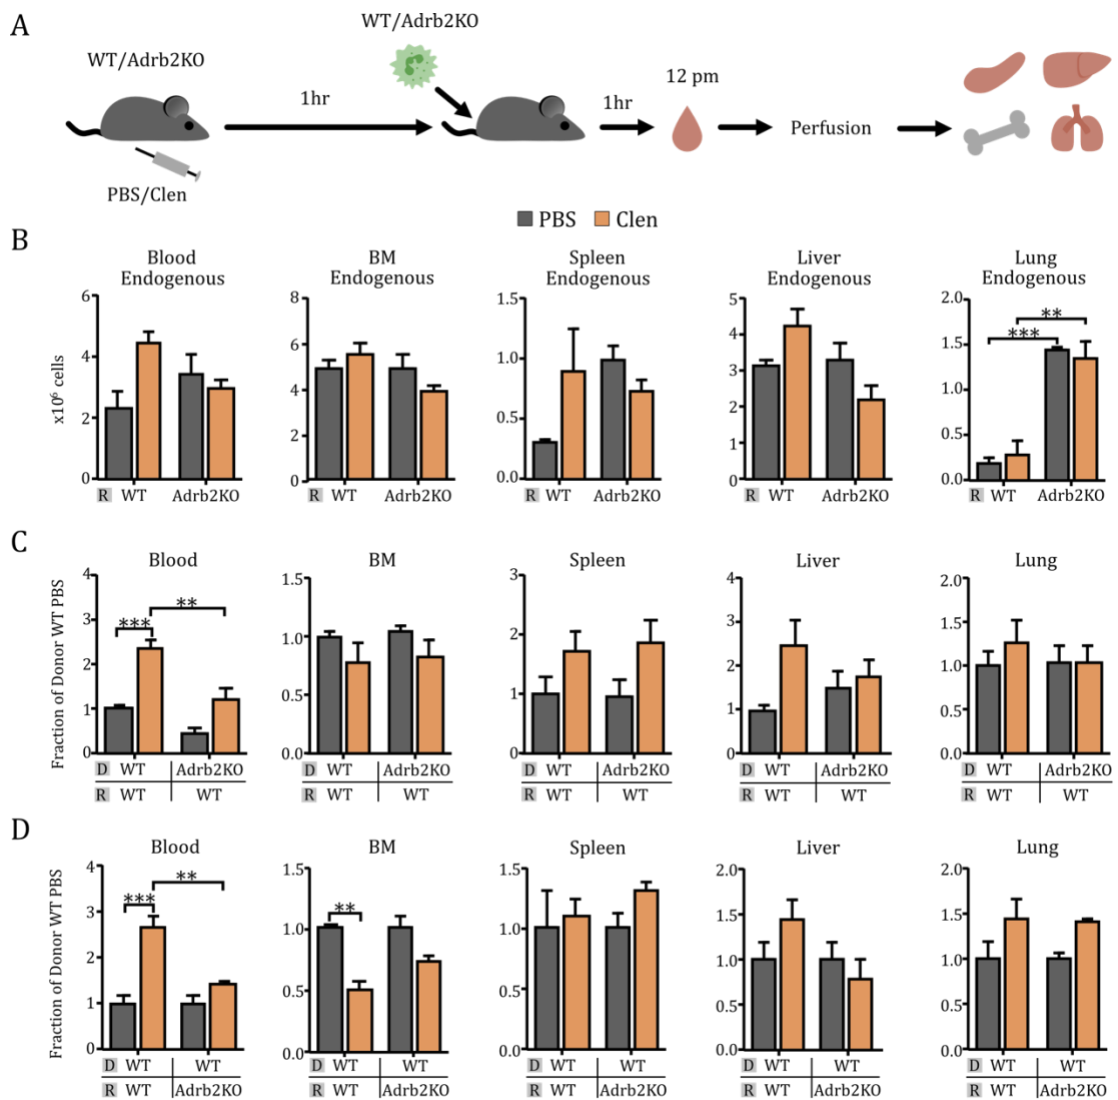 A
WT/Adrb2KO
WT/Adrb2KO
1hr
PBS/Clen
1hr
12 pm
Perfusion
PBS Clen
B
Blood Endogenous
BM Endogenous
Spleen Endogenous
Liver Endogenous
Lung Endogenous
x10⁶ cells
6
4
2
0
8
6
4
2
0
1.5
1.0
0.5
0.0
5
4
3
2
1
0
2.0
1.5
1.0
0.5
0.0
***
**
R WT Adrb2KO
R WT Adrb2KO
R WT Adrb2KO
R WT Adrb2KO
R WT Adrb2KO
C
Blood
BM
Spleen
Liver
Lung
Fraction of Donor WT PBS
4
3
2
1
0
***
**
1.5
1.0
0.5
0.0
3
2
1
0
4
3
2
1
0
2.0
1.5
1.0
0.5
0.0
D WT Adrb2KO
R WT WT
D WT Adrb2KO
R WT WT
D WT Adrb2KO
R WT WT
D WT Adrb2KO
R WT WT
D WT Adrb2KO
R WT WT
D
Blood
BM
Spleen
Liver
Lung
Fraction of Donor WT PBS
4
3
2
1
0
***
**
1.5
1.0
0.5
0.0
**
1.5
1.0
0.5
0.0
2.0
1.5
1.0
0.5
0.0
2.0
1.5
1.0
0.5
0.0
D WT WT
R WT Adrb2KO
D WT WT
R WT Adrb2KO
D WT WT
R WT Adrb2KO
D WT WT
R WT Adrb2KO
D WT WT
R WT Adrb2KO